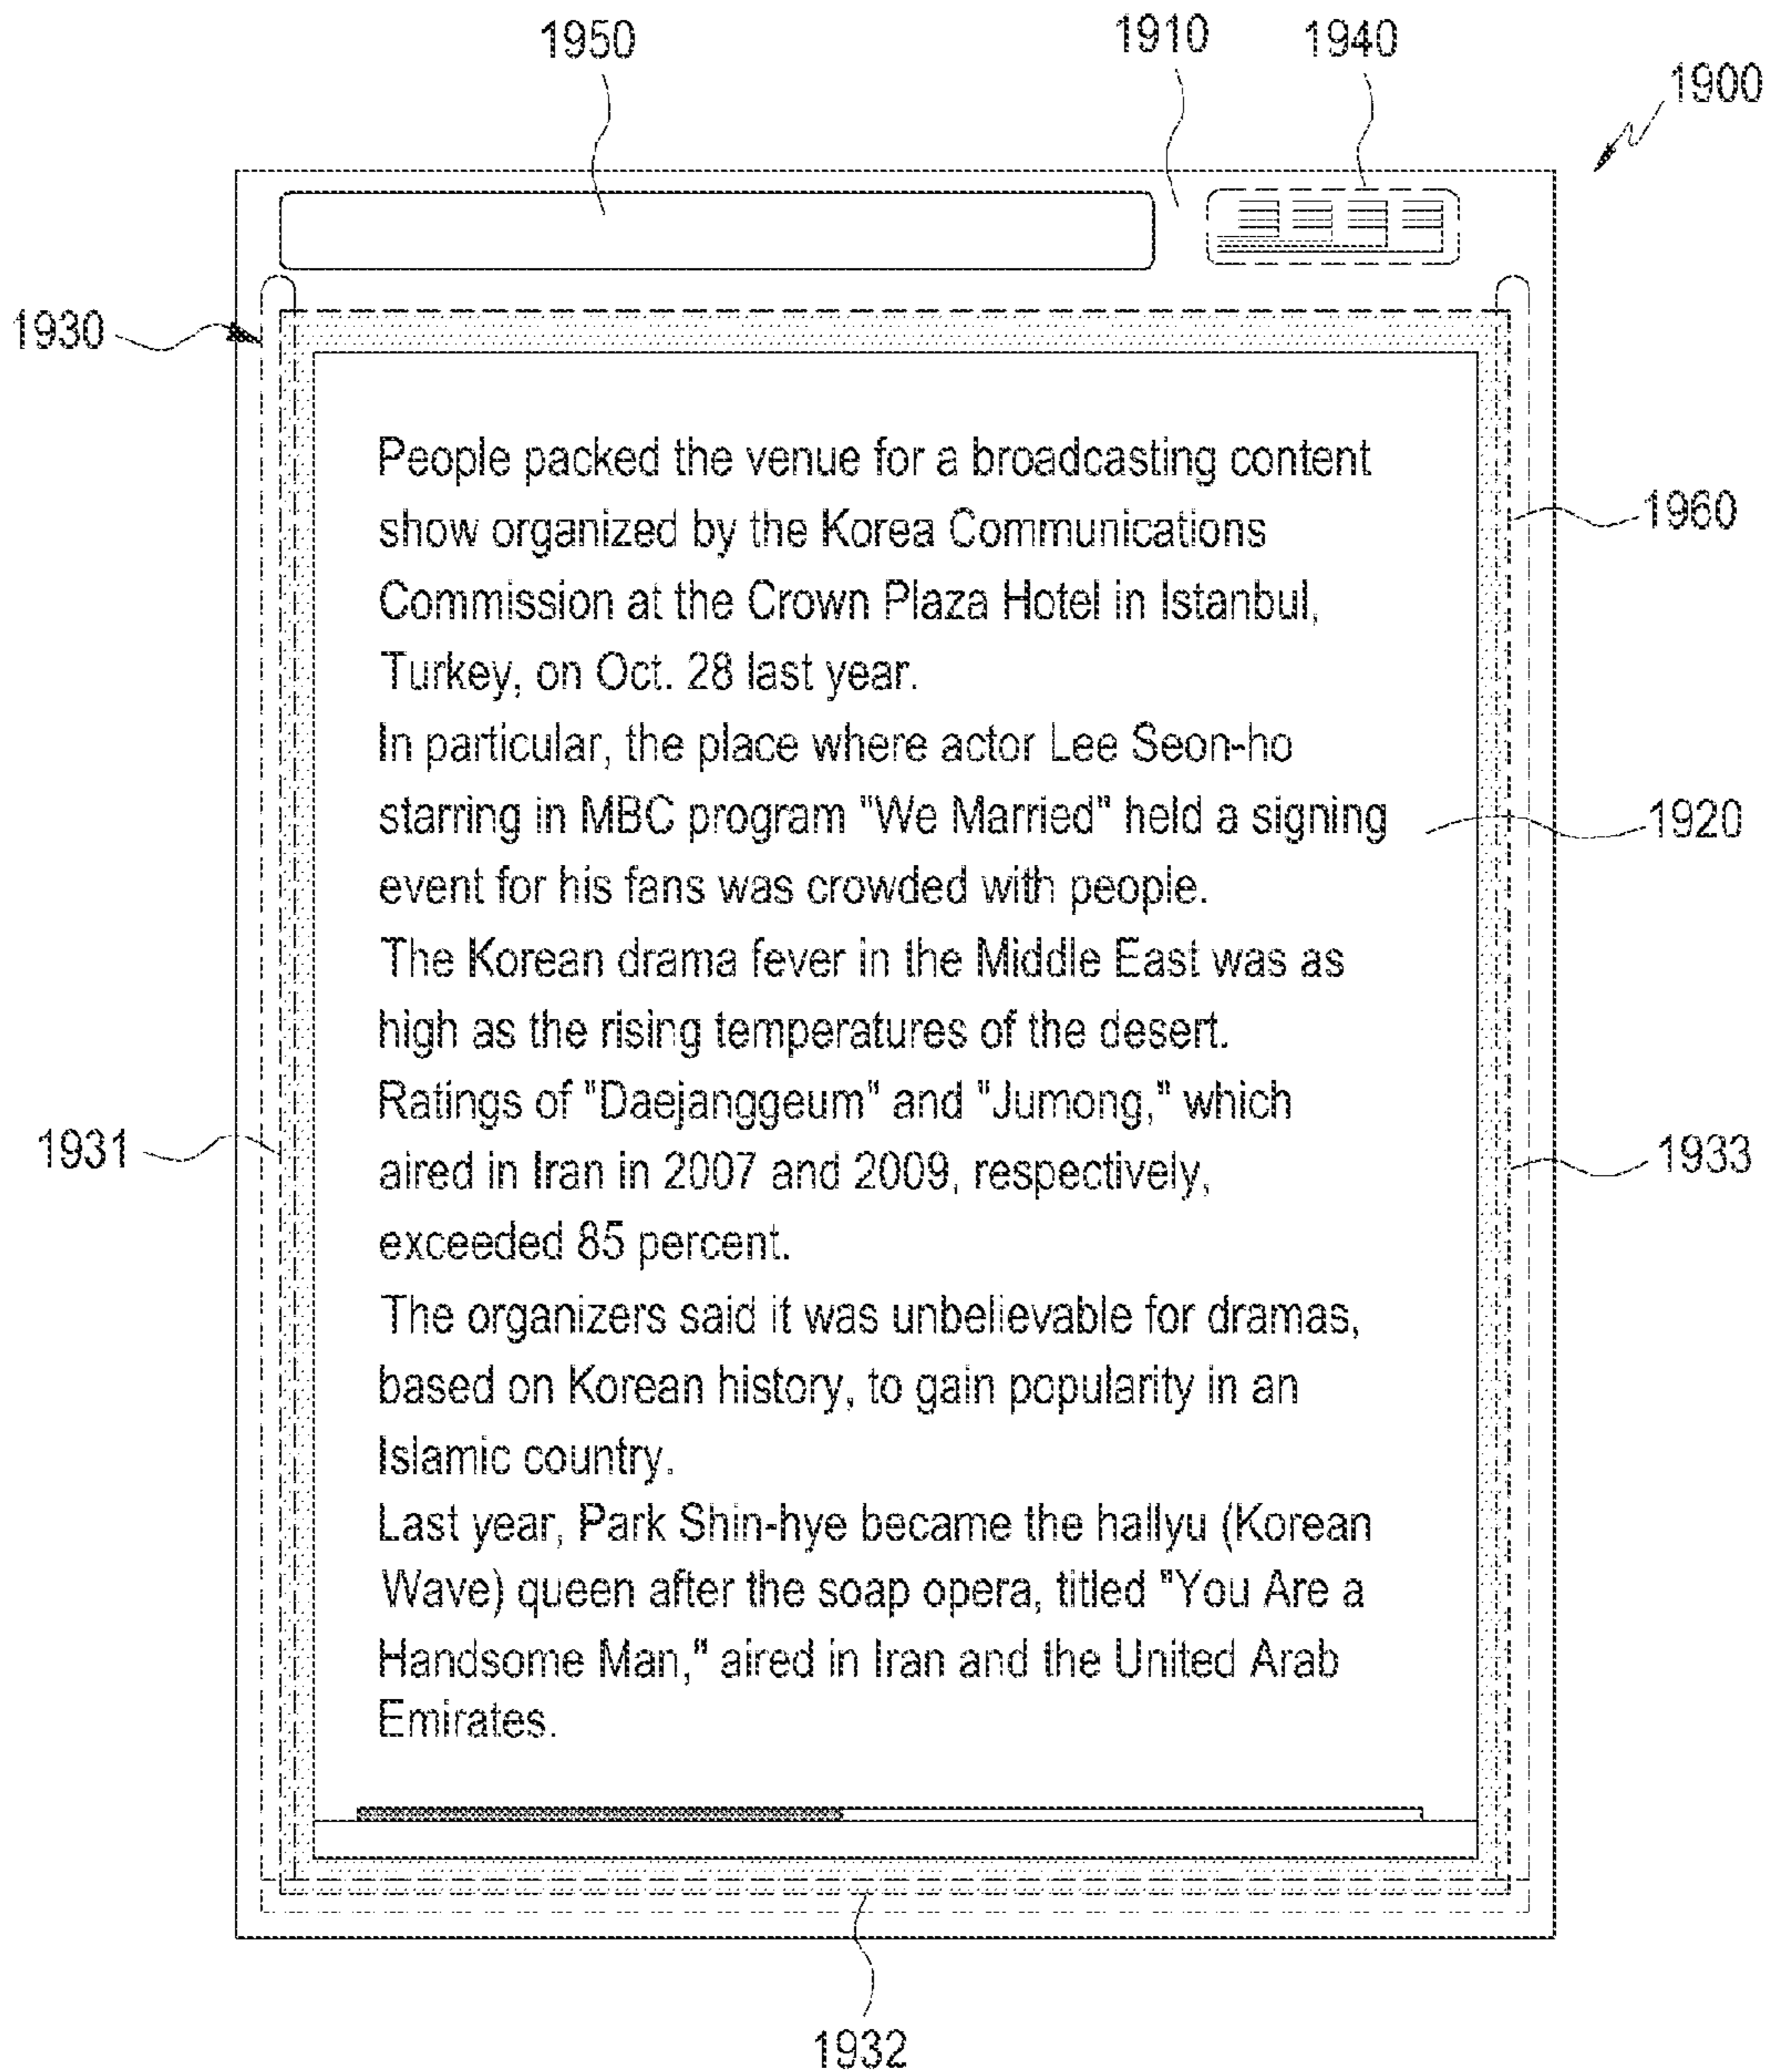 1950
1910
1940
1900
1930
People packed the venue for a broadcasting content
show organized by the Korea Communications
1960
Commission at the Crown Plaza Hotel in Istanbul,
Turkey, on Oct. 28 last year.
In particular, the place where actor Lee Seon-ho
starring in MBC program "We Married" held a signing
1920
event for his fans was crowded with people.
The Korean drama fever in the Middle East was as
high as the rising temperatures of the desert.
Ratings of "Daejanggeum" and "Jumong," which
1931
1933
aired in Iran in 2007 and 2009, respectively,
exceeded 85 percent.
The organizers said it was unbelievable for dramas,
based on Korean history, to gain popularity in an
Islamic country.
Last year, Park Shin-hye became the hallyu (Korean
Wave) queen after the soap opera, titled "You Are a
Handsome Man," aired in Iran and the United Arab
Emirates.
1932